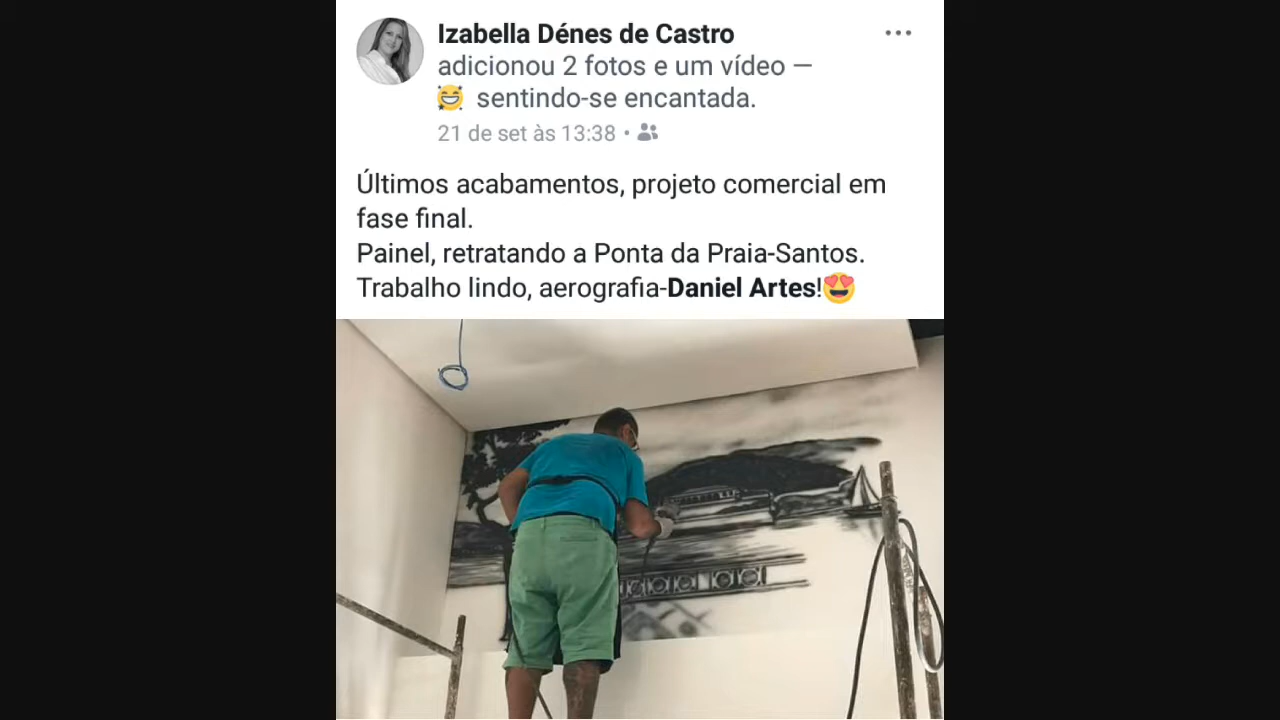 Izabella Dénes de Castro
adicionou 2 fotos e um vídeo —
😆 sentindo-se encantada.
21 de set às 13:38 •
Últimos acabamentos, projeto comercial em
fase final.
Painel, retratando a Ponta da Praia-Santos.
Trabalho lindo, aerografia-Daniel Artes!😍